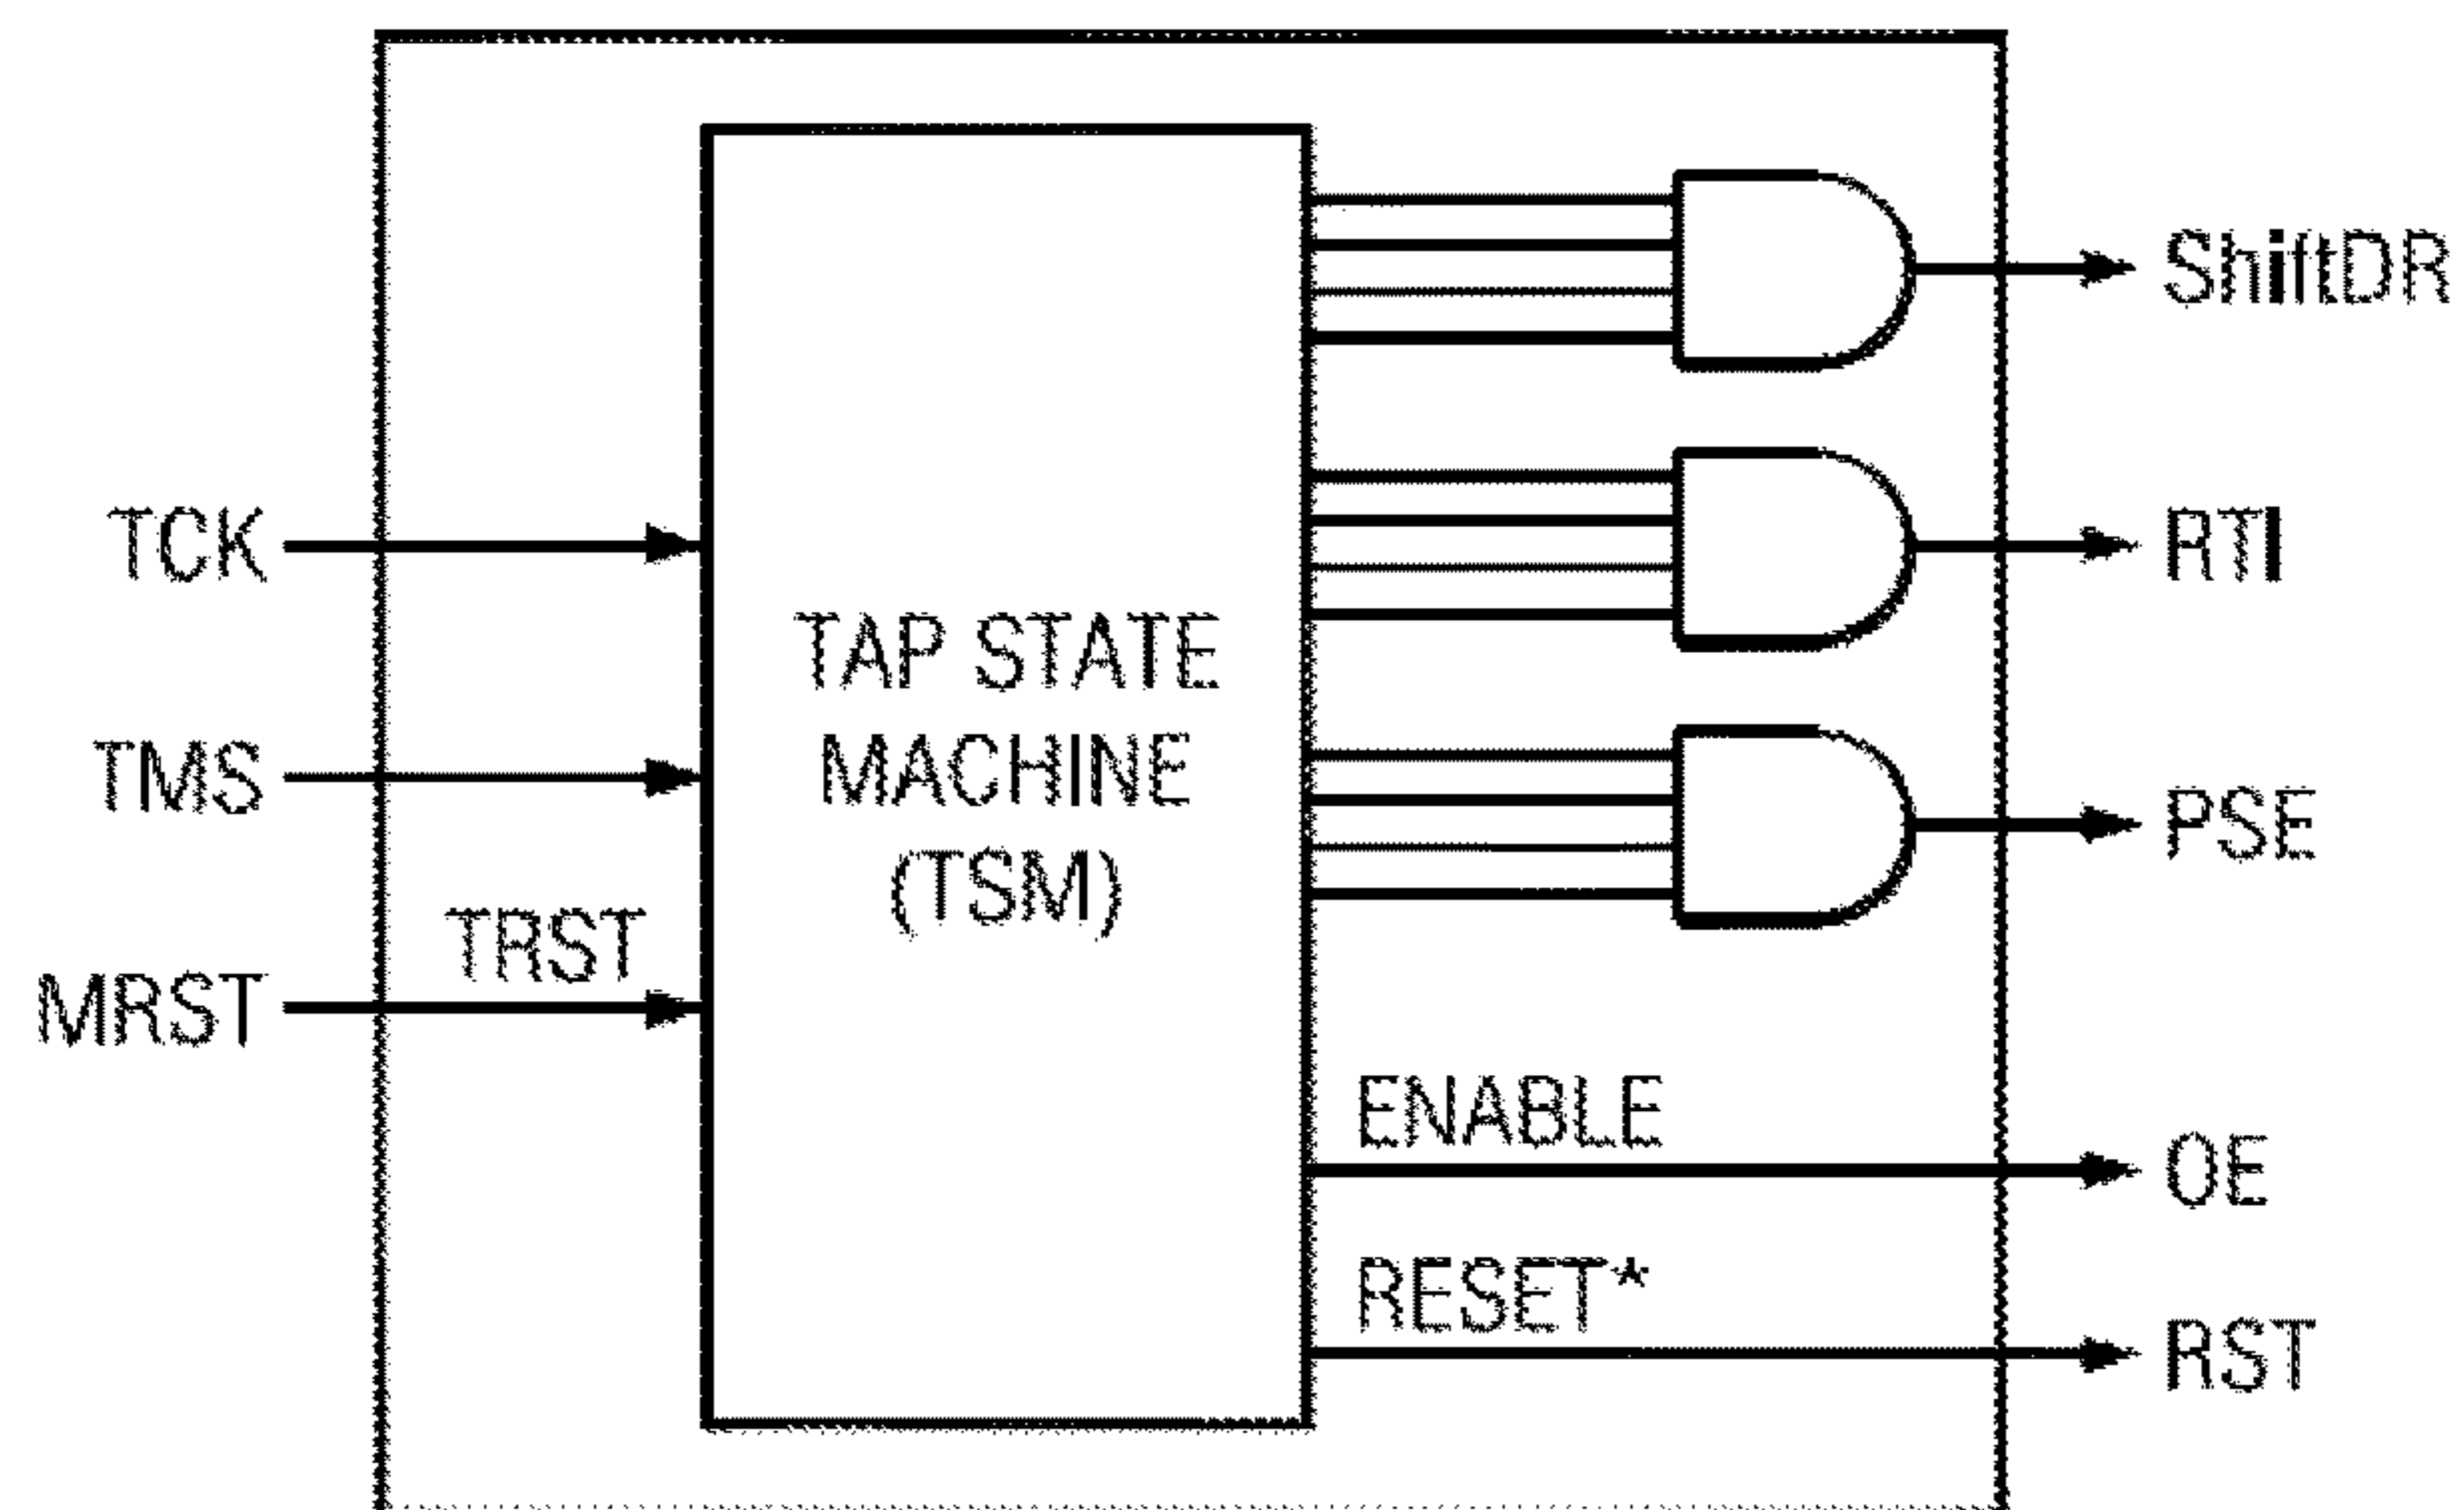 ShiftDR
TCK
RTI
TAP STATE
MACHINE
(TSM)
TMS
PSE
TRST
MRST
ENABLE
OE
RESET*
RST